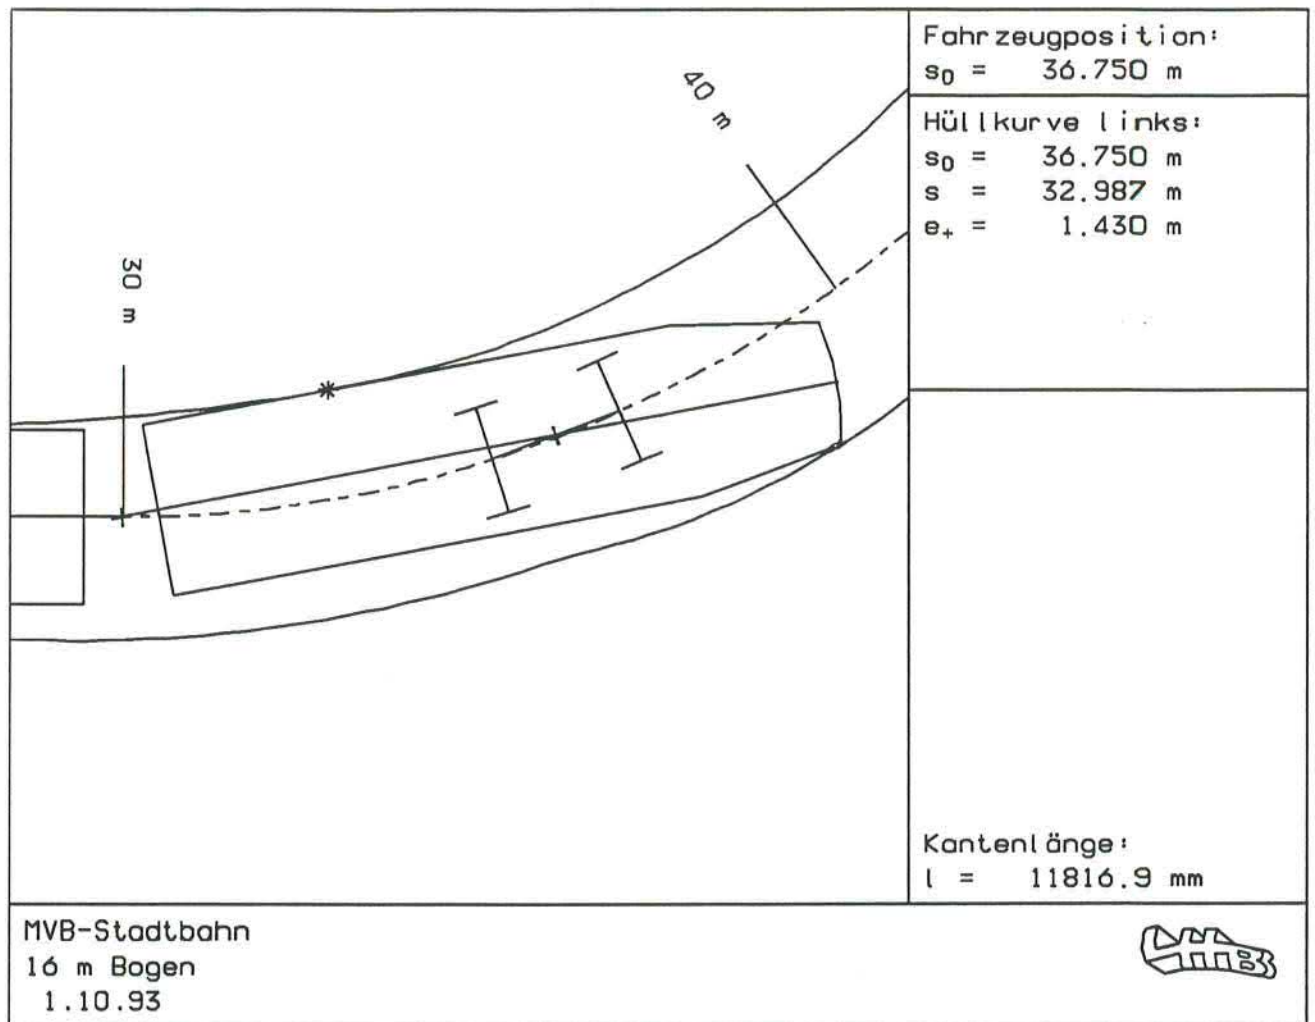 Fahrzeugposition:
s₀ = 36.750 m
Hüllkurve links:
s₀ = 36.750 m
s = 32.987 m
e₊ = 1.430 m
40 m
30 m
Kantenlänge:
l = 11816.9 mm
MVB-Stadtbahn
16 m Bogen
1.10.93
LHB